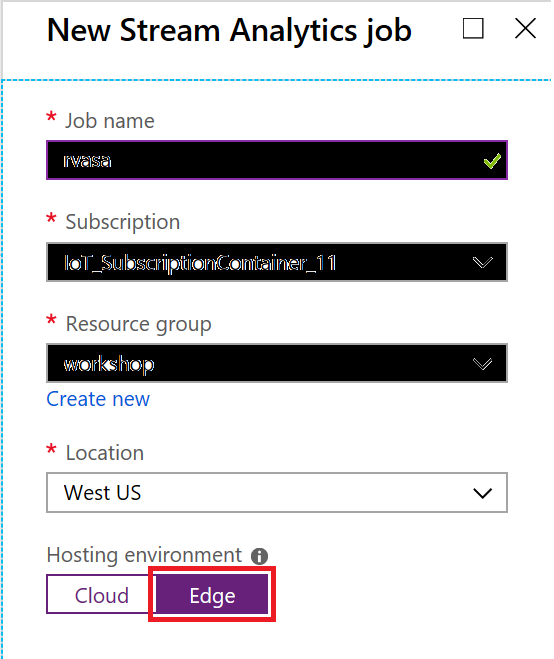 New Stream Analytics job
* Job name
rvasa
* Subscription
IoT_SubscriptionContainer_11
* Resource group
workshop
Create new
* Location
West US
Hosting environment
Cloud Edge